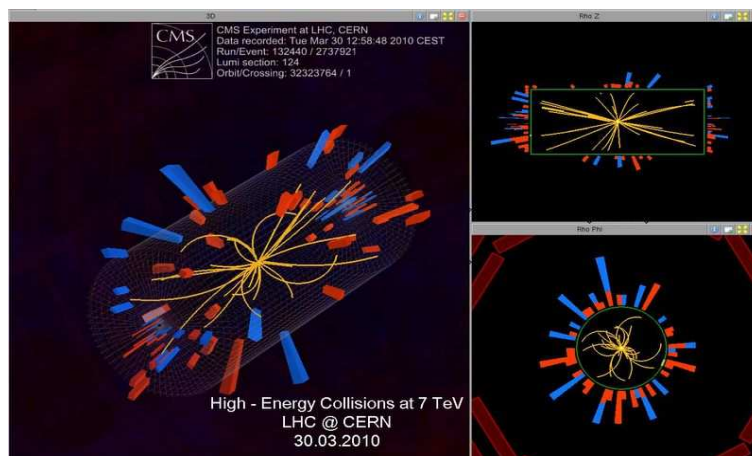 3D
CMS
CMS Experiment at LHC, CERN
Data recorded: Tue Mar 30 12:58:48 2010 CEST
Run/Event: 132440 / 2737921
Lumi section: 124
Orbit/Crossing: 32323764 / 1
High - Energy Collisions at 7 TeV
LHC @ CERN
30.03.2010
Rho Z
Rho Phi